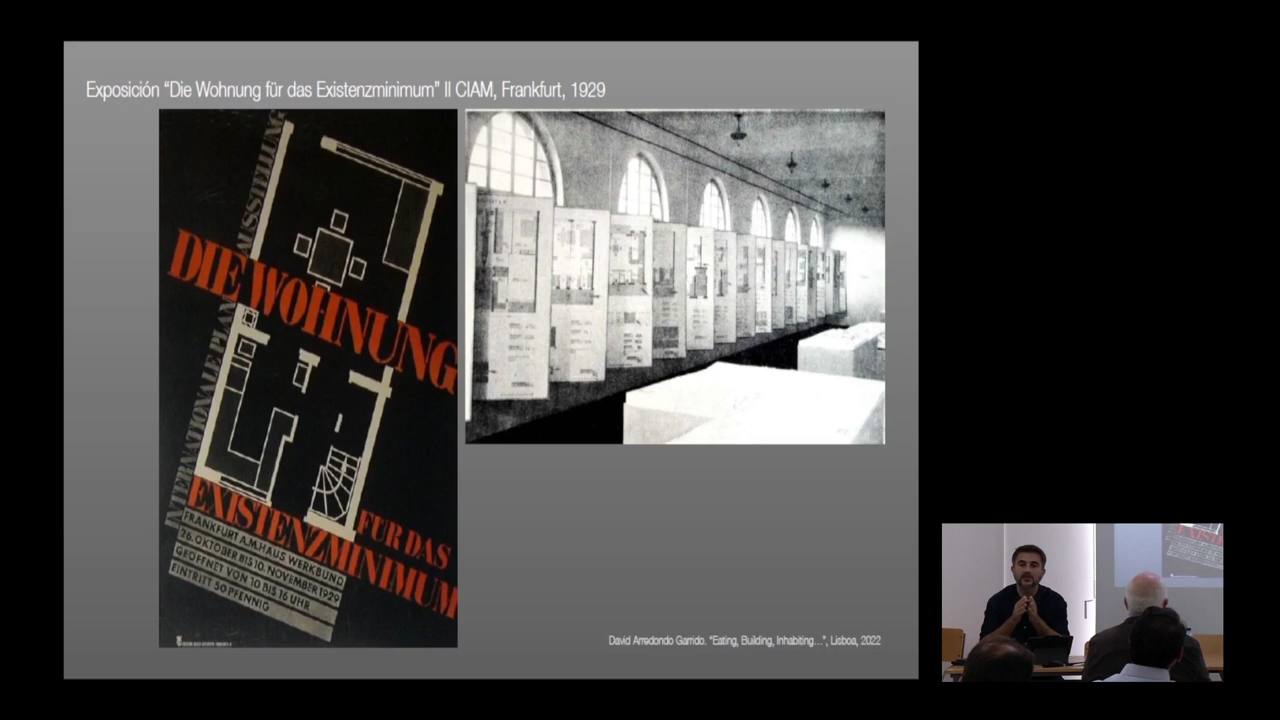 Exposición “Die Wohnung für das Existenzminimum” II CIAM, Frankfurt, 1929
AUSSTELLUNG
DIE WOHNUNG
INTERNATIONALE PLAN
FÜR DAS
EXISTENZMINIMUM
FRANKFURT A.M. HAUS WERKBUND
26. OKTOBER BIS 10. NOVEMBER 1929
GEÖFFNET VON 10 BIS 16 UHR
EINTRITT 50 PFENNIG
David Arredondo Garrido. “Eating, Building, Inhabiting...”, Lisboa, 2022